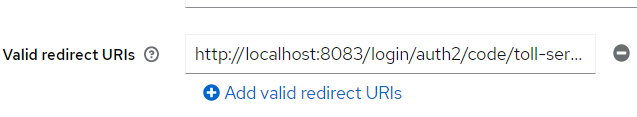 Valid redirect URIs
http://localhost:8083/login/auth2/code/toll-ser...
Add valid redirect URIs